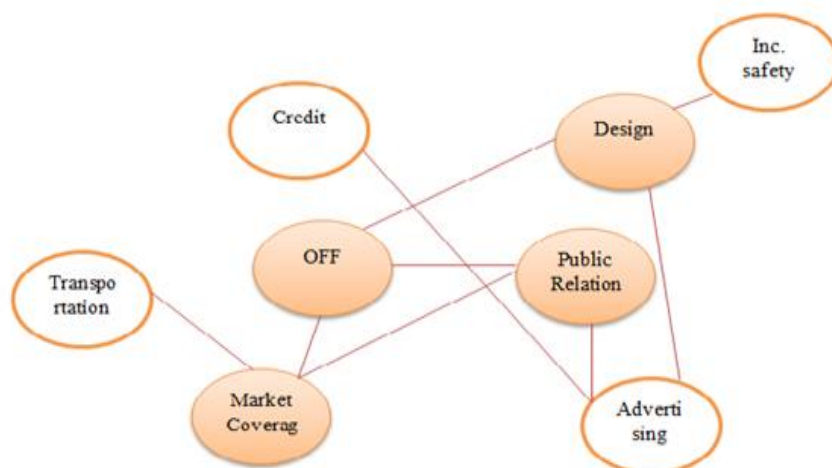 Inc.
safety
Credit
Design
OFF
Public
Relation
Transpo
rtation
Market
Coverag
Adverti
sing